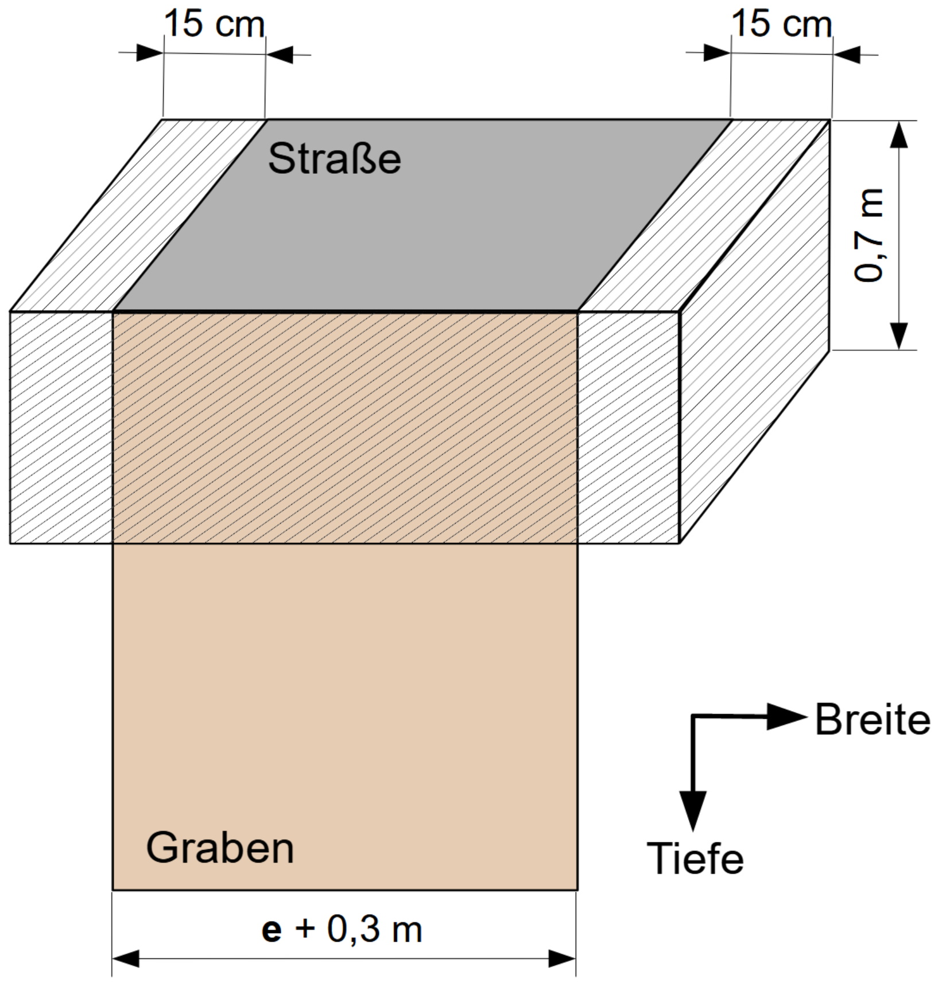 15 cm
15 cm
Straße
0,7 m
Breite
Tiefe
Graben
e + 0,3 m